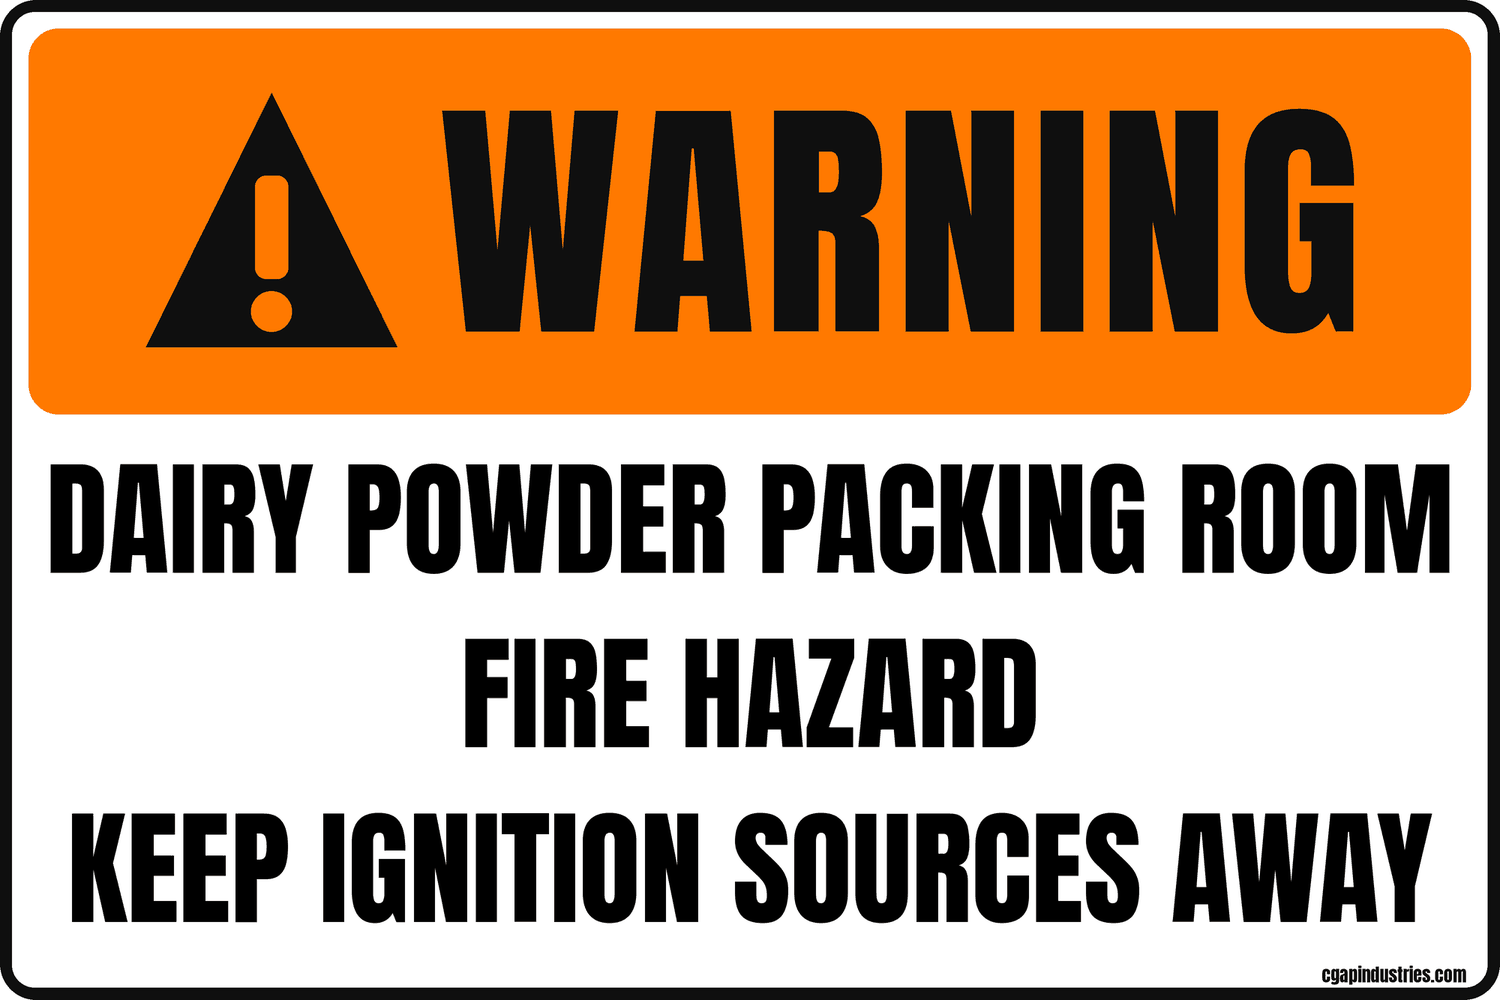 WARNING
DAIRY POWDER PACKING ROOM
FIRE HAZARD
KEEP IGNITION SOURCES AWAY
cgapindustries.com